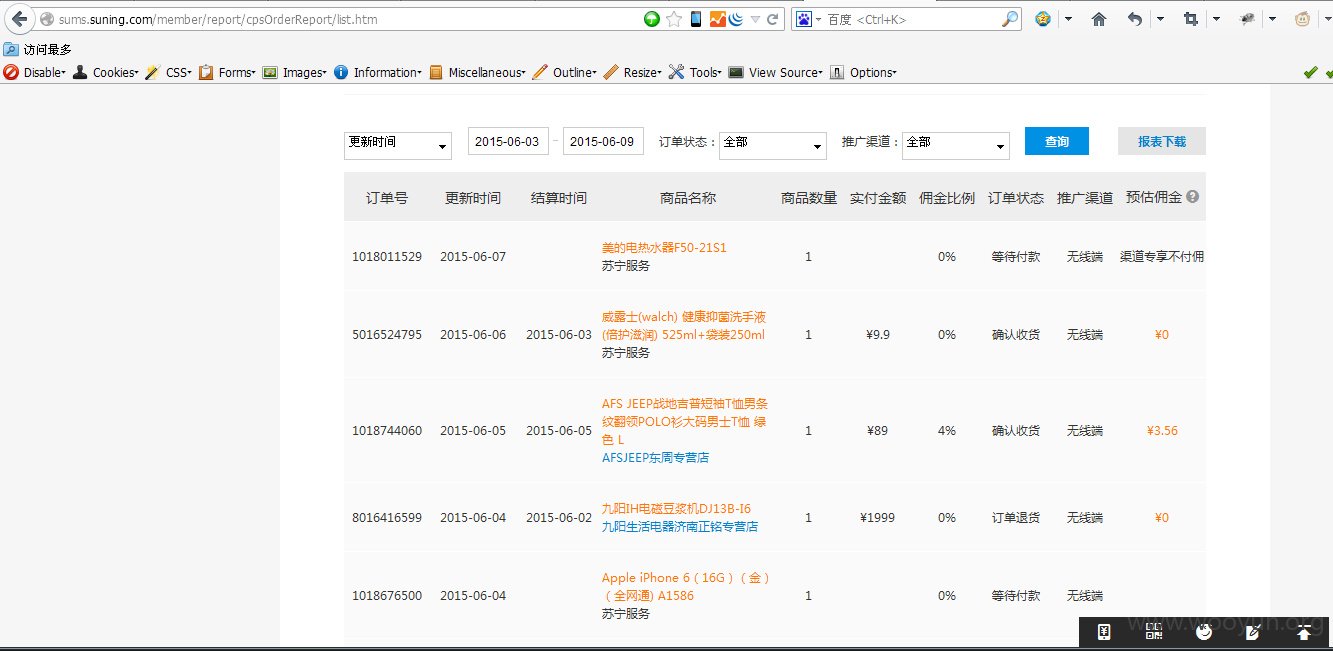 sums.suning.com/member/report/cpsOrderReport/list.htm
百度 <Ctrl+K>
访问最多
Disable Cookies CSS Forms Images Information Miscellaneous Outline Resize Tools View Source Options
更新时间 2015-06-03 - 2015-06-09 订单状态： 全部 推广渠道： 全部 查询 报表下载
订单号 更新时间 结算时间 商品名称 商品数量 实付金额 佣金比例 订单状态 推广渠道 预估佣金 ?
美的电热水器F50-21S1
1018011529 2015-06-07 1 0% 等待付款 无线端 渠道专享不付佣
苏宁服务
威露士(walch) 健康抑菌洗手液
5016524795 2015-06-06 2015-06-03 (倍护滋润) 525ml+袋装250ml 1 ¥9.9 0% 确认收货 无线端 ¥0
苏宁服务
AFS JEEP战地吉普短袖T恤男条
纹翻领POLO衫大码男士T恤 绿
1018744060 2015-06-05 2015-06-05 色 L 1 ¥89 4% 确认收货 无线端 ¥3.56
AFSJEEP东周专营店
九阳IH电磁豆浆机DJ13B-I6
8016416599 2015-06-04 2015-06-02 1 ¥1999 0% 订单退货 无线端 ¥0
九阳生活电器济南正铭专营店
Apple iPhone 6（16G）（金）
1018676500 2015-06-04 （全网通) A1586 1 0% 等待付款 无线端
苏宁服务
www.wooyun.org